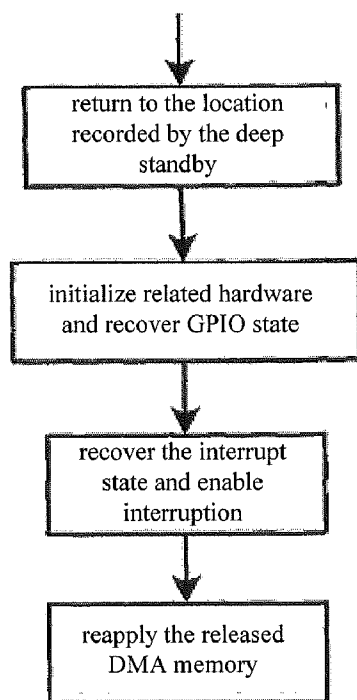 return to the location
recorded by the deep
standby
initialize related hardware
and recover GPIO state
recover the interrupt
state and enable
interruption
reapply the released
DMA memory